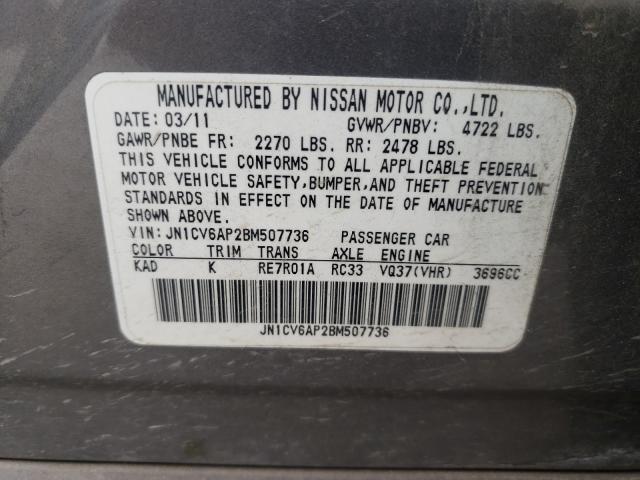 MANUFACTURED BY NISSAN MOTOR CO.,LTD.
DATE: 03/11 GVWR/PNBV: 4722 LBS.
GAWR/PNBE FR: 2270 LBS. RR: 2478 LBS.
THIS VEHICLE CONFORMS TO ALL APPLICABLE FEDERAL
MOTOR VEHICLE SAFETY,BUMPER,AND THEFT PREVENTION
STANDARDS IN EFFECT ON THE DATE OF MANUFACTURE
SHOWN ABOVE.
VIN:JN1CV6AP2BM507736 PASSENGER CAR
COLOR TRIM TRANS AXLE ENGINE
KAD K RE7R01A RC33 VQ37(VHR) 3696CC
JN1CV6AP2BM507736